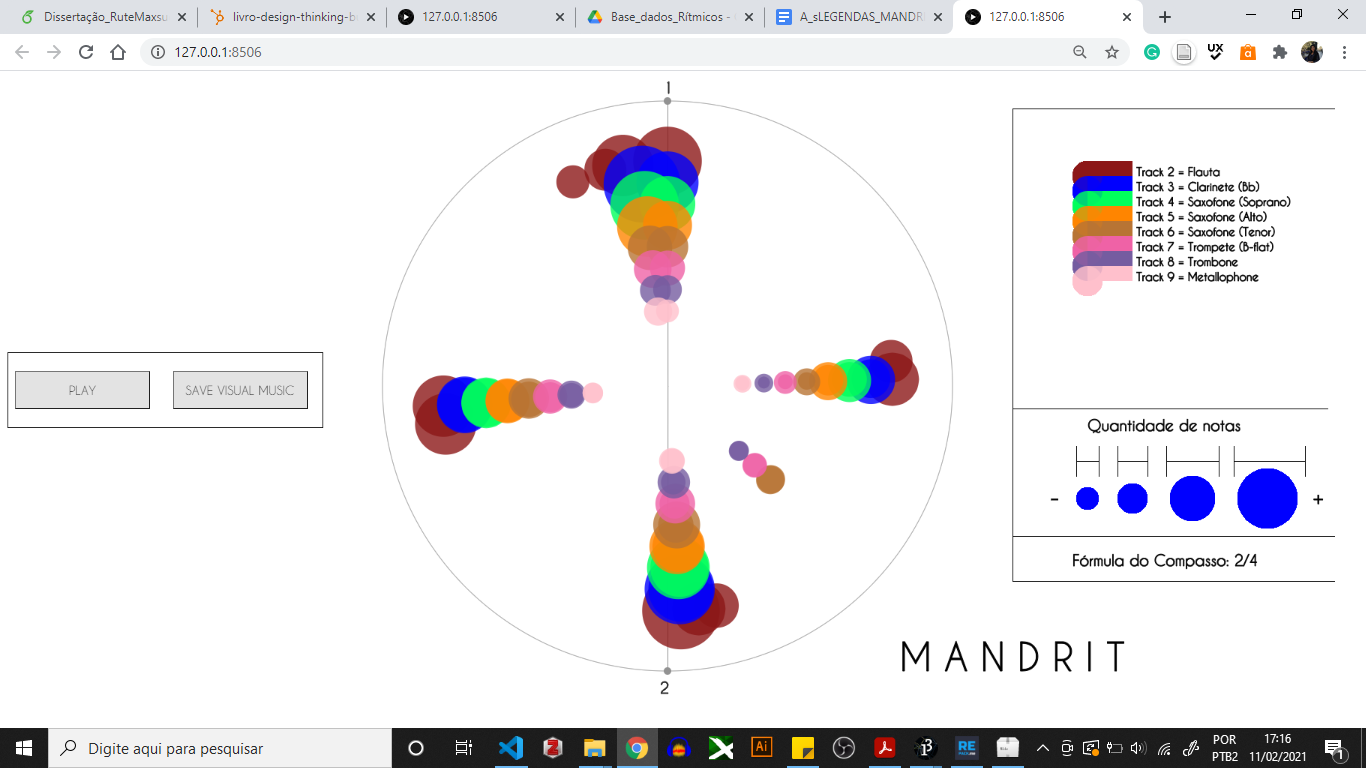 Dissertação_RuteMaxsu
livro-design-thinking-b
127.0.0.1:8506
Base_dados_Rítmicos -
A_sLEGENDAS_MANDRI
127.0.0.1:8506
127.0.0.1:8506
UX
1
Track 2 = Flauta
Track 3 = Clarinete (Bb)
Track 4 = Saxofone (Soprano)
Track 5 = Saxofone (Alto)
Track 6 = Saxofone (Tenor)
Track 7 = Trompete (B-flat)
Track 8 = Trombone
Track 9 = Metallophone
PLAY
SAVE VISUAL MUSIC
Quantidade de notas
- +
Fórmula do Compasso: 2/4
MANDRIT
2
Digite aqui para pesquisar
Ai
RE
POR
PTB2
17:16
11/02/2021
1